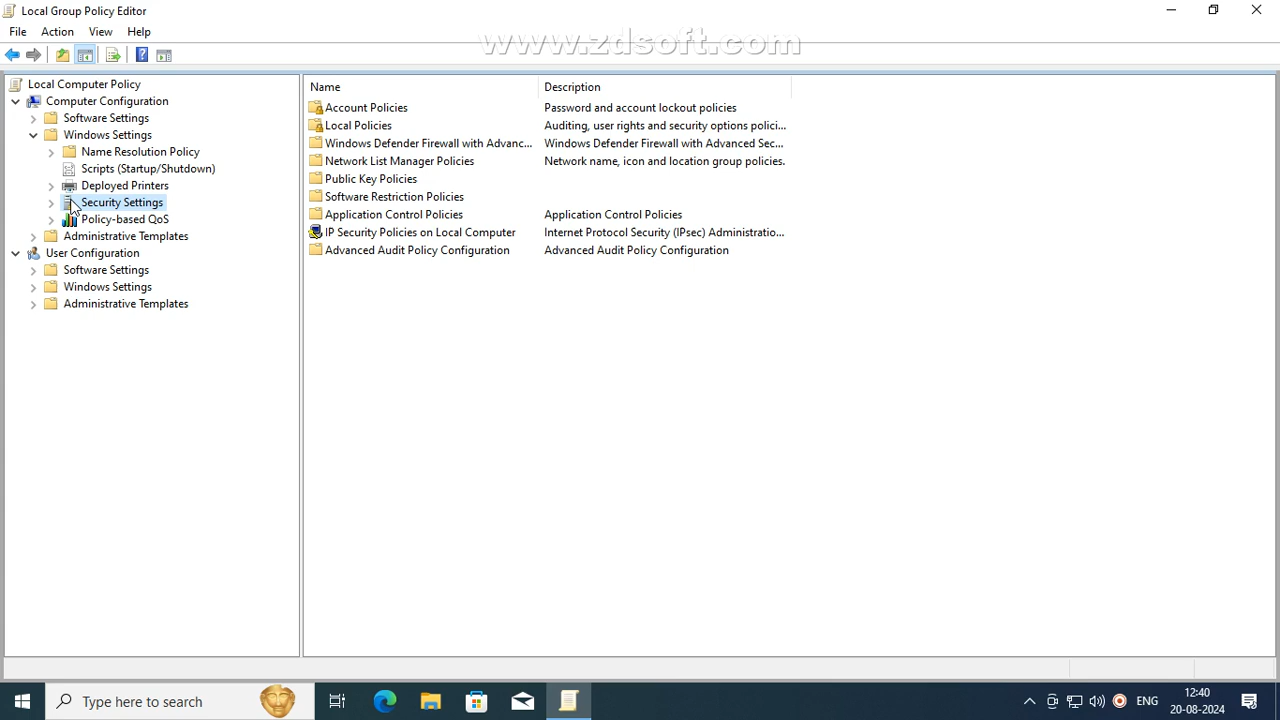 Local Group Policy Editor
File Action View Help
www.zdsoft.com
Local Computer Policy
Computer Configuration
Software Settings
Windows Settings
Name Resolution Policy
Scripts (Startup/Shutdown)
Deployed Printers
Security Settings
Policy-based QoS
Administrative Templates
User Configuration
Software Settings
Windows Settings
Administrative Templates
Name Description
Account Policies Password and account lockout policies
Local Policies Auditing, user rights and security options polici...
Windows Defender Firewall with Advanc... Windows Defender Firewall with Advanced Sec...
Network List Manager Policies Network name, icon and location group policies.
Public Key Policies
Software Restriction Policies
Application Control Policies Application Control Policies
IP Security Policies on Local Computer Internet Protocol Security (IPsec) Administratio...
Advanced Audit Policy Configuration Advanced Audit Policy Configuration
Type here to search
ENG
12:40
20-08-2024